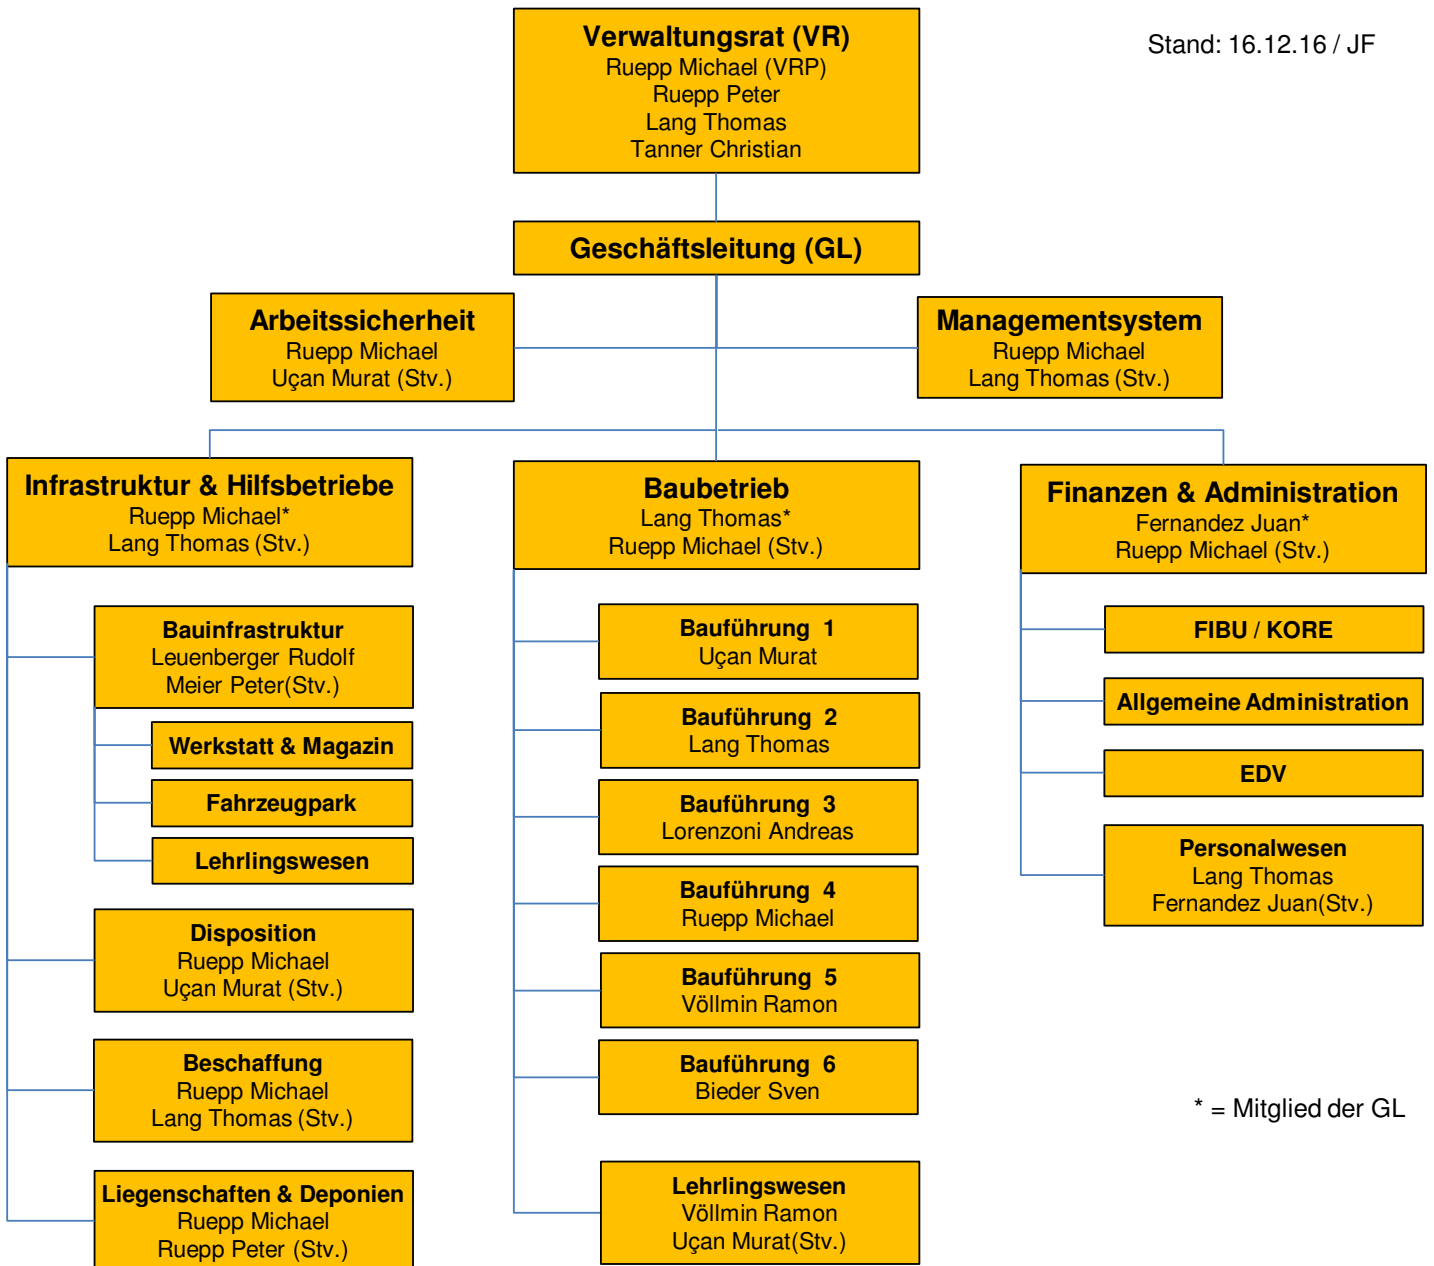 Verwaltungsrat (VR)
Ruepp Michael (VRP)
Ruepp Peter
Lang Thomas
Tanner Christian
Stand: 16.12.16 / JF
Geschäftsleitung (GL)
Arbeitssicherheit
Ruepp Michael
Uçan Murat (Stv.)
Managementsystem
Ruepp Michael
Lang Thomas (Stv.)
Infrastruktur & Hilfsbetriebe
Ruepp Michael*
Lang Thomas (Stv.)
Bauinfrastruktur
Leuenberger Rudolf
Meier Peter(Stv.)
Werkstatt & Magazin
Fahrzeugpark
Lehrlingswesen
Disposition
Ruepp Michael
Uçan Murat (Stv.)
Beschaffung
Ruepp Michael
Lang Thomas (Stv.)
Liegenschaften & Deponien
Ruepp Michael
Ruepp Peter (Stv.)
Baubetrieb
Lang Thomas*
Ruepp Michael (Stv.)
Bauführung 1
Uçan Murat
Bauführung 2
Lang Thomas
Bauführung 3
Lorenzoni Andreas
Bauführung 4
Ruepp Michael
Bauführung 5
Völlmin Ramon
Bauführung 6
Bieder Sven
Lehrlingswesen
Völlmin Ramon
Uçan Murat(Stv.)
Finanzen & Administration
Fernandez Juan*
Ruepp Michael (Stv.)
FIBU / KORE
Allgemeine Administration
EDV
Personalwesen
Lang Thomas
Fernandez Juan(Stv.)
* = Mitglied der GL